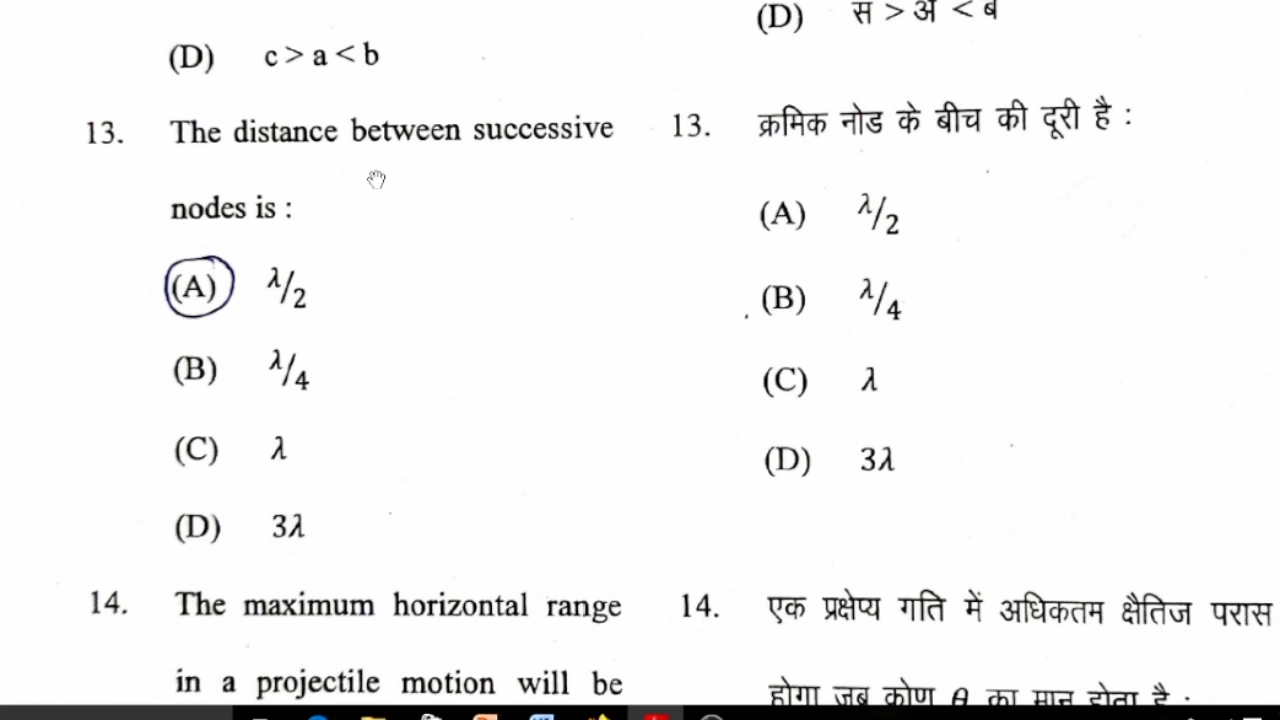 (D) c > a < b
13. The distance between successive
nodes is :
(A) λ/2
(B) λ/4
(C) λ
(D) 3λ
14. The maximum horizontal range
in a projectile motion will be
(D) स > अ < ब
13. क्रमिक नोड के बीच की दूरी है :
(A) λ/2
(B) λ/4
(C) λ
(D) 3λ
14. एक प्रक्षेप्य गति में अधिकतम क्षैतिज परास
होगा जब कोण θ का मान होता है :